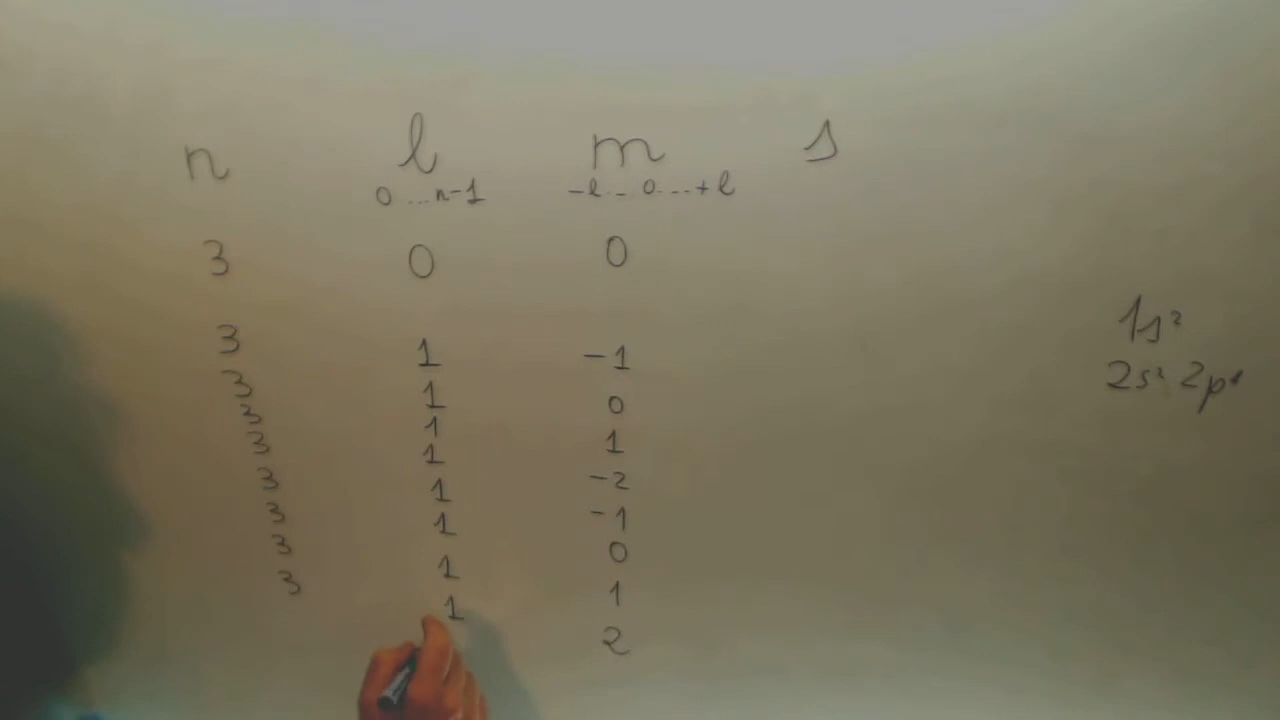 n l m s
0 ... n-1 -l ... 0 ... +l
3 0 0
1s²
3 1 -1
2s² 2p
3 1 0
3 1 1
3 1 -2
3 1 -1
3 1 0
3 1 1
3 1 2